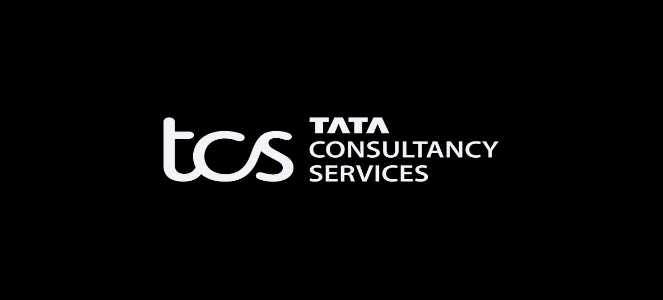 tcs
TATA
CONSULTANCY
SERVICES